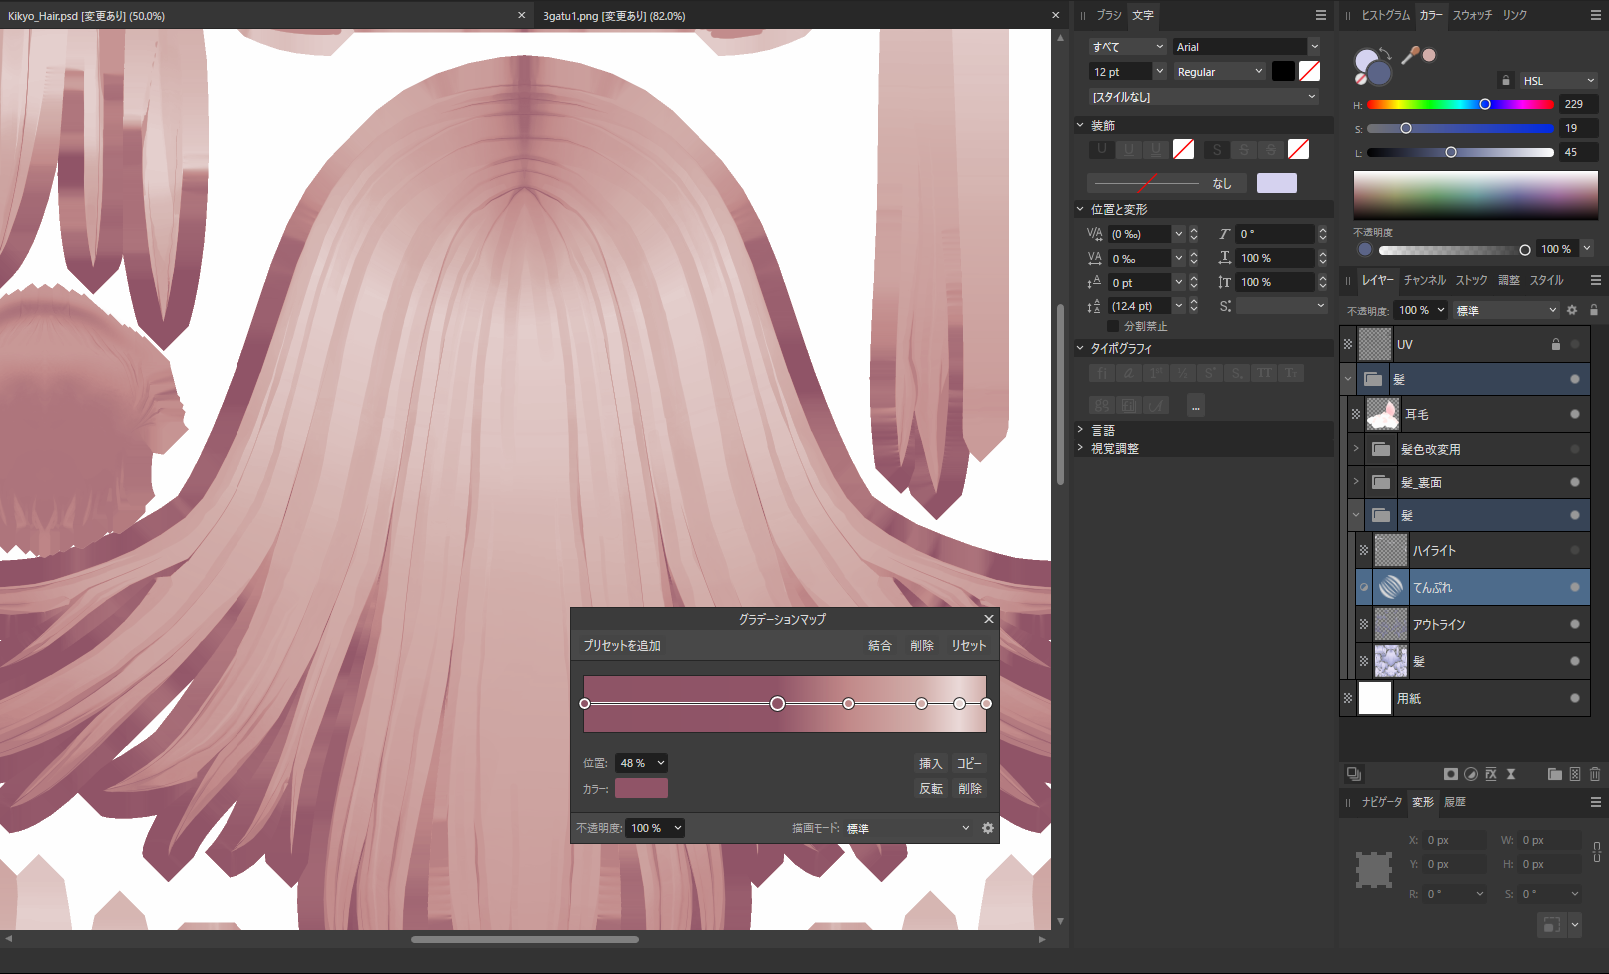 Kikyo_Hair.psd [変更あり] (50.0%)
3gatu1.png [変更あり] (82.0%)
ブラシ 文字
すべて Arial
12 pt Regular
[スタイルなし]
装飾
U U U S S S
なし
位置と変形
(0 ‰) 0 °
0 ‰ 100 %
0 pt 100 %
(12.4 pt)
分割禁止
タイポグラフィ
言語
視覚調整
グラデーションマップ
プリセットを追加 結合 削除 リセット
位置: 48 % 挿入 コピー
カラー: 反転 削除
不透明度: 100 % 描画モード: 標準
ヒストグラム カラー スウォッチ リンク
HSL
H: 229
S: 19
L: 45
不透明度
100 %
レイヤー チャンネル ストック 調整 スタイル
不透明度: 100 % 標準
UV
髪
耳毛
髪色改変用
髪_裏面
髪
ハイライト
てんぷれ
アウトライン
髪
用紙
ナビゲータ 変形 履歴
X: 0 px W: 0 px
Y: 0 px H: 0 px
R: 0 ° S: 0 °